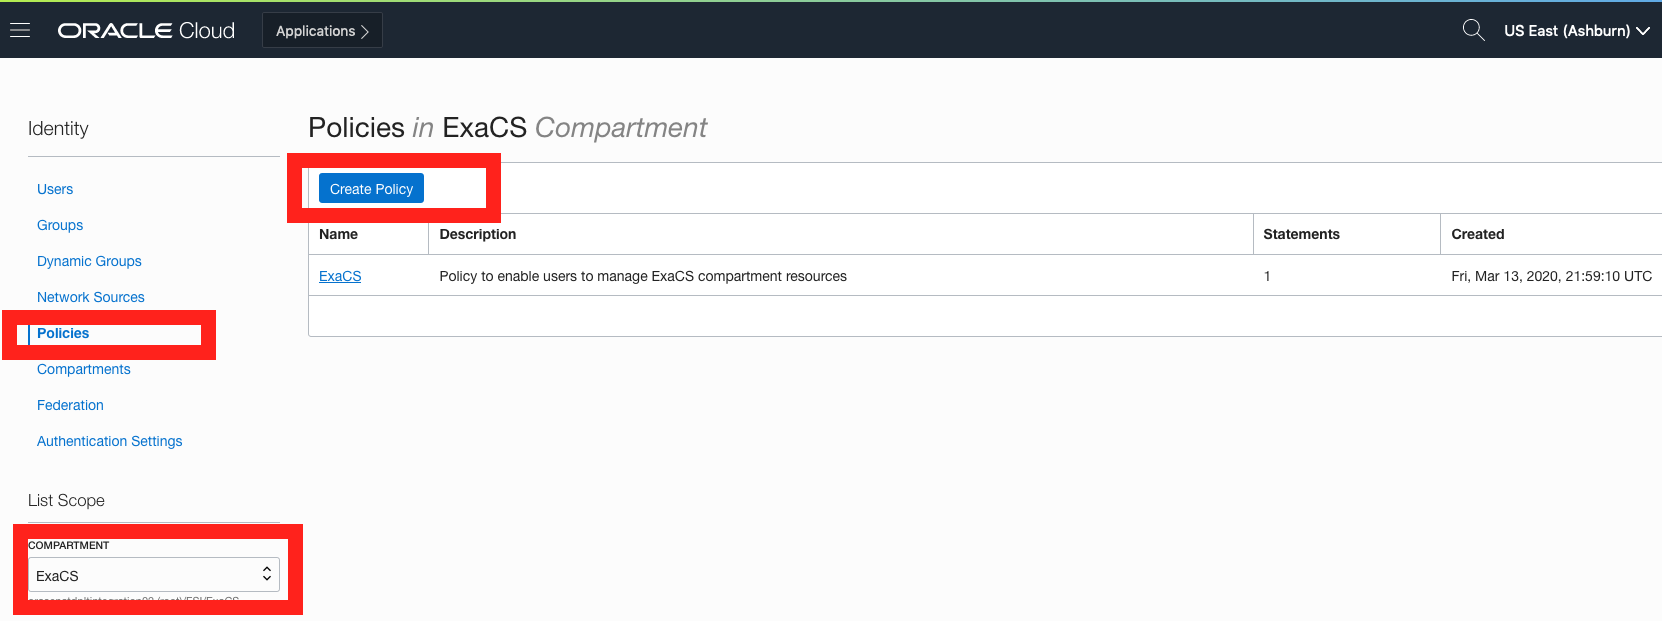 ORACLE Cloud
Applications
US East (Ashburn)
Identity
Users
Groups
Dynamic Groups
Network Sources
Policies
Compartments
Federation
Authentication Settings
List Scope
COMPARTMENT
ExaCS
Policies in ExaCS Compartment
Create Policy
Name Description Statements Created
ExaCS Policy to enable users to manage ExaCS compartment resources 1 Fri, Mar 13, 2020, 21:59:10 UTC